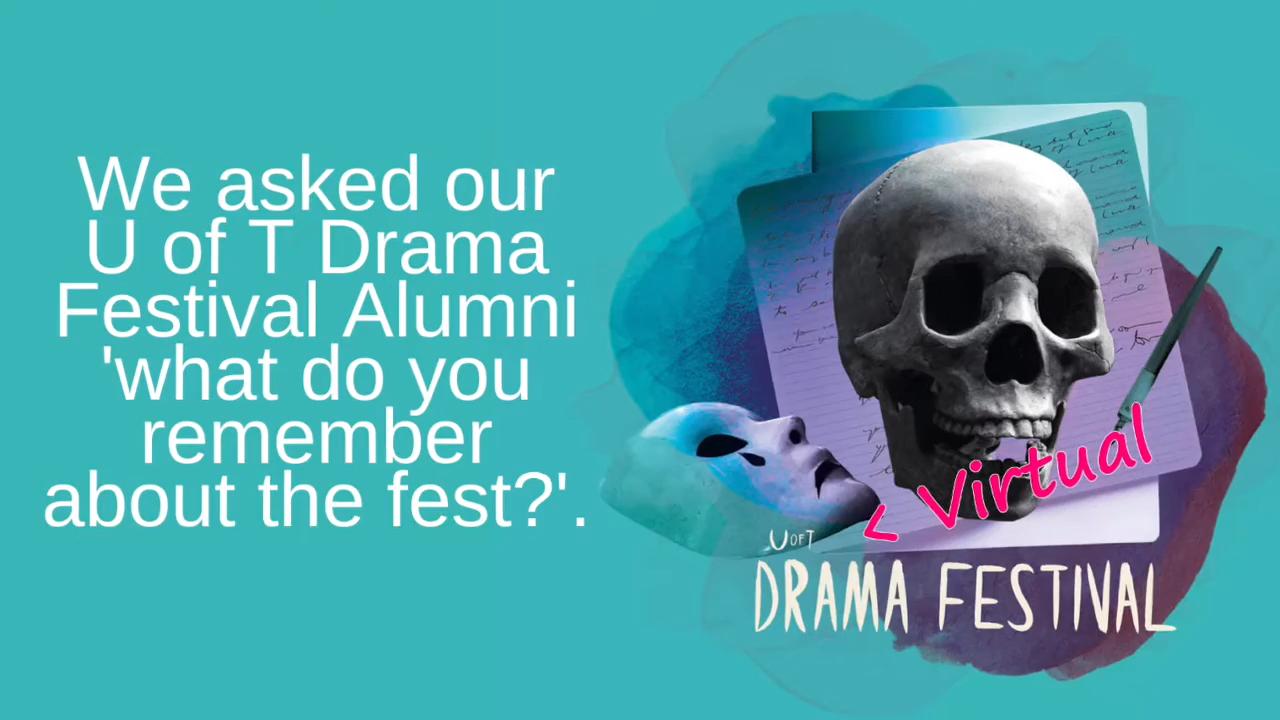 We asked our
U of T Drama
Festival Alumni
'what do you
remember
about the fest?'.
< Virtual
U OF T
DRAMA FESTIVAL